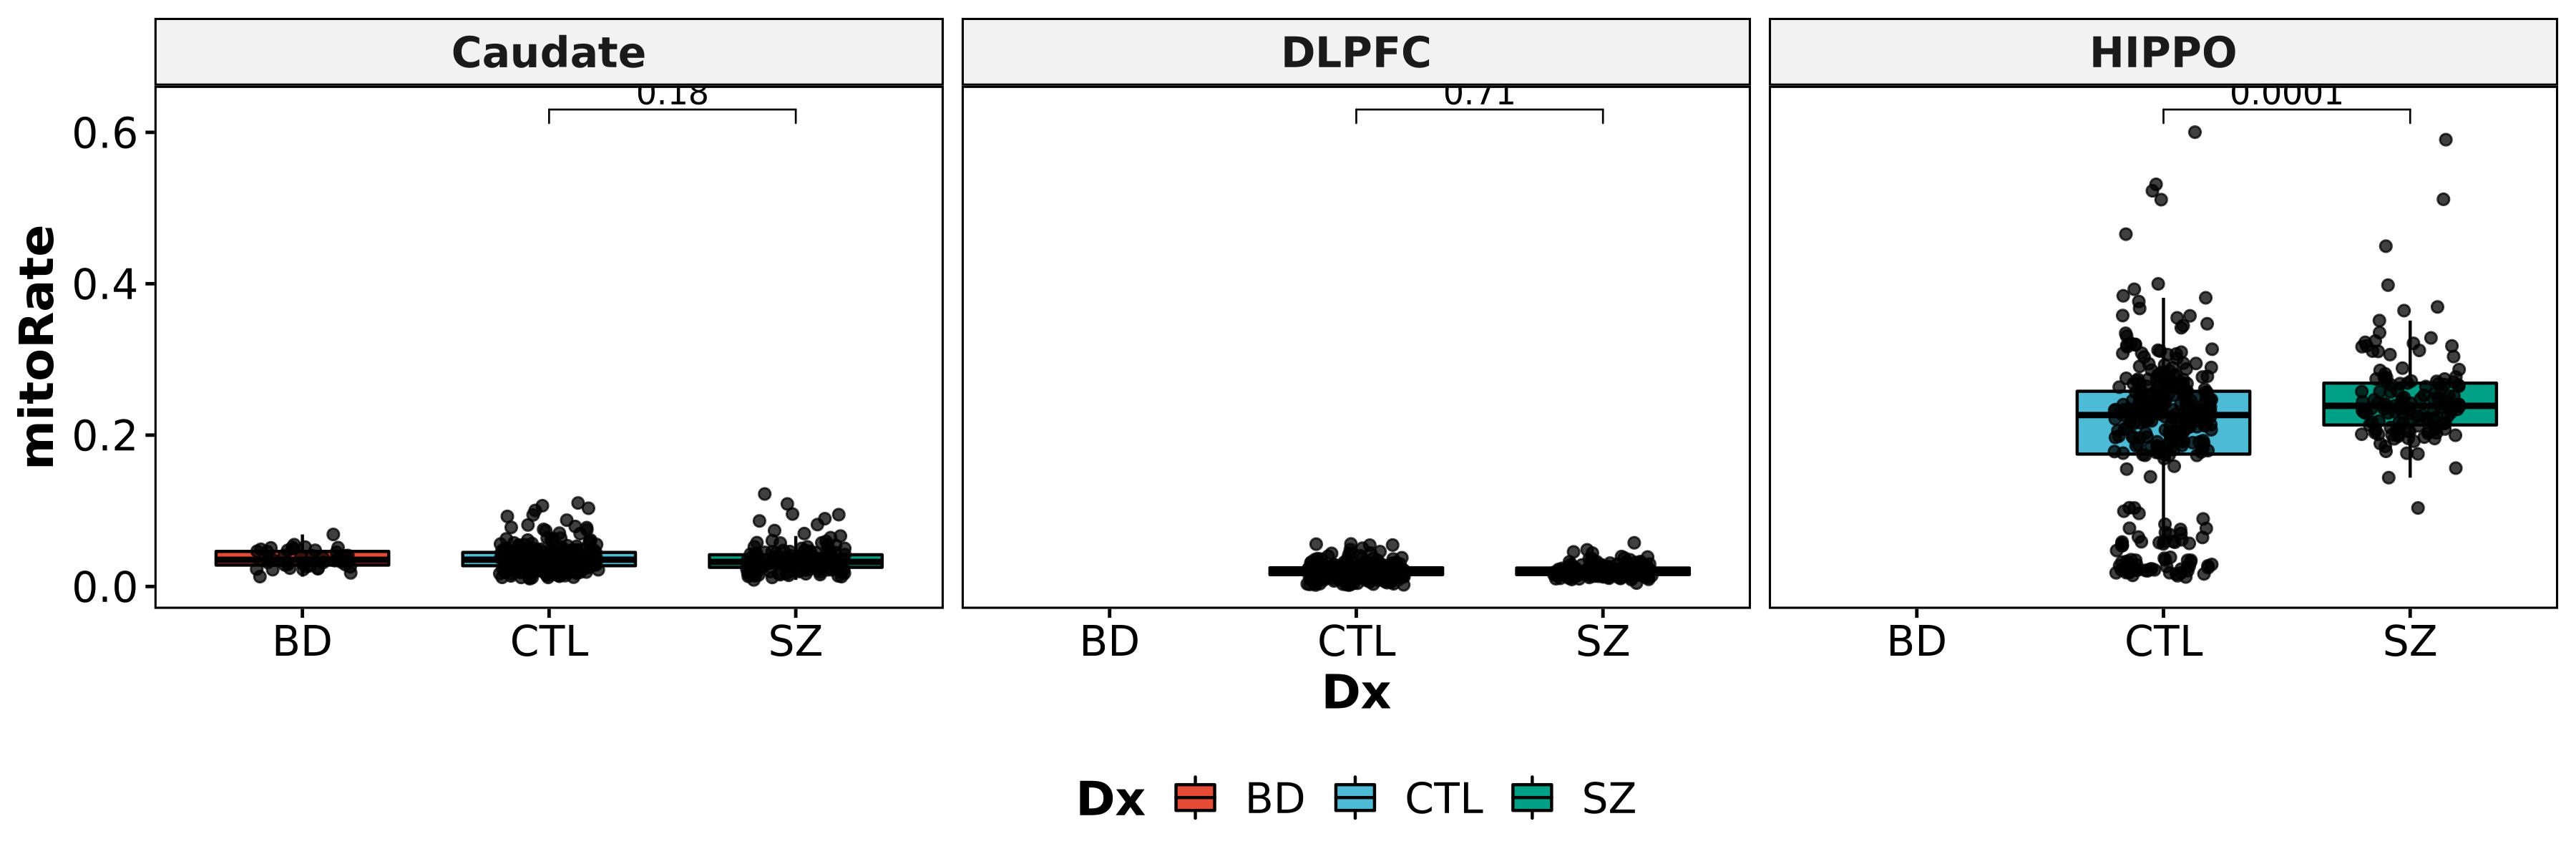 Caudate DLPFC HIPPO
0.18 0.71 0.0001
0.6
0.4
0.2
0.0
mitoRate
BD CTL SZ BD CTL SZ BD CTL SZ
Dx
Dx BD CTL SZ